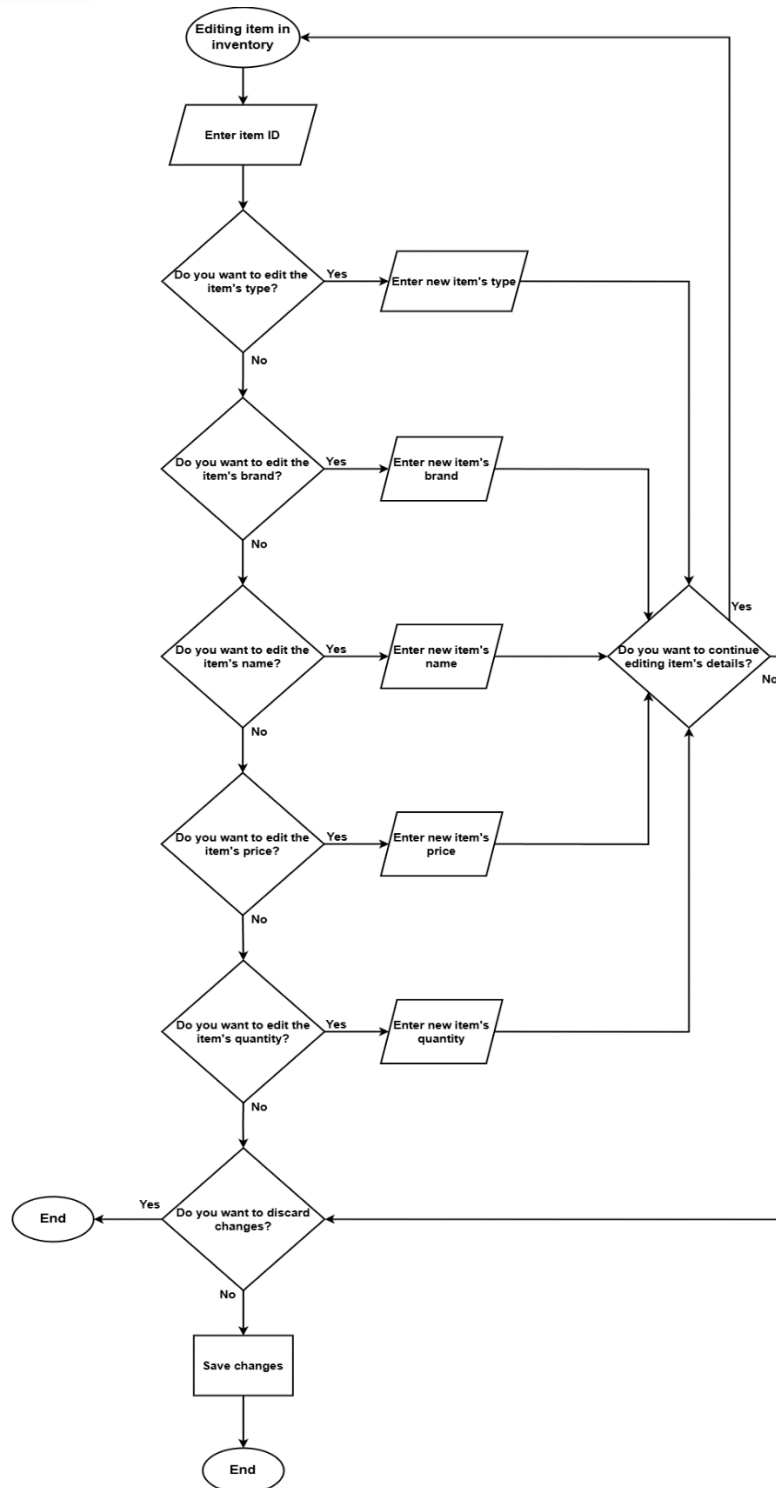 Editing item in
inventory
Enter item ID
Do you want to edit the
item's type?
Yes
Enter new item's type
No
Do you want to edit the
item's brand?
Yes
Enter new item's
brand
No
Do you want to edit the
item's name?
Yes
Enter new item's
name
Do you want to continue
editing item's details?
Yes
No
No
Do you want to edit the
item's price?
Yes
Enter new item's
price
No
Do you want to edit the
item's quantity?
Yes
Enter new item's
quantity
No
Do you want to discard
changes?
Yes
End
No
Save changes
End